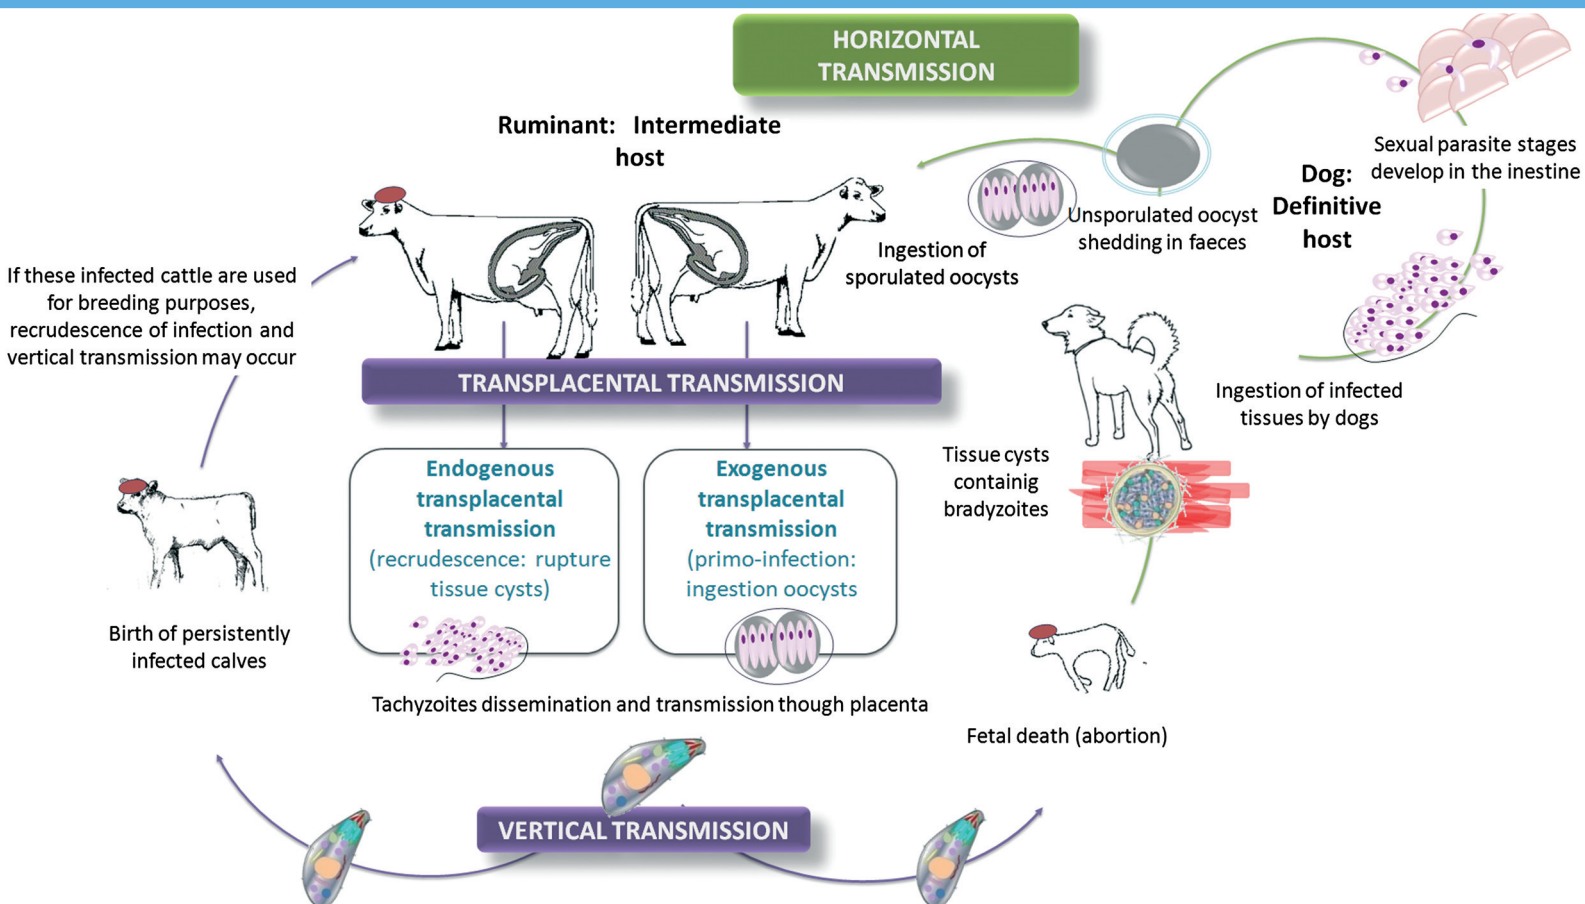 HORIZONTAL
TRANSMISSION
Ruminant: Intermediate
host
Sexual parasite stages
develop in the inestine
Dog:
Definitive
host
Unsporulated oocyst
shedding in faeces
Ingestion of
sporulated oocysts
If these infected cattle are used
for breeding purposes,
recrudescence of infection and
vertical transmission may occur
TRANSPLACENTAL TRANSMISSION
Ingestion of infected
tissues by dogs
Endogenous
transplacental
transmission
(recrudescence: rupture
tissue cysts)
Exogenous
transplacental
transmission
(primo-infection:
ingestion oocysts
Tissue cysts
containig
bradyzoites
Birth of persistently
infected calves
Tachyzoites dissemination and transmission though placenta
Fetal death (abortion)
VERTICAL TRANSMISSION